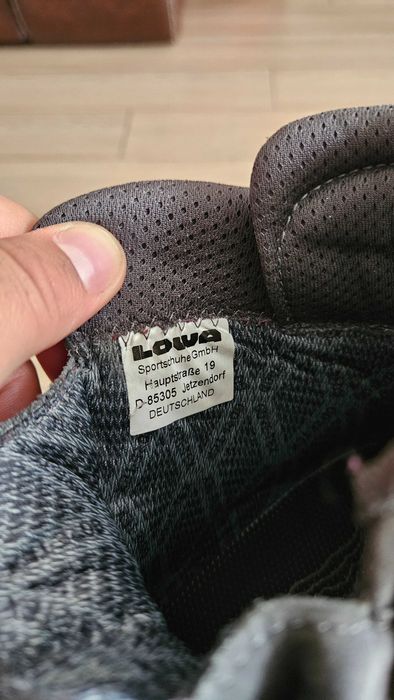 LOWA
Sportschuhe GmbH
Hauptstraße 19
D-85305 Jetzendorf
DEUTSCHLAND